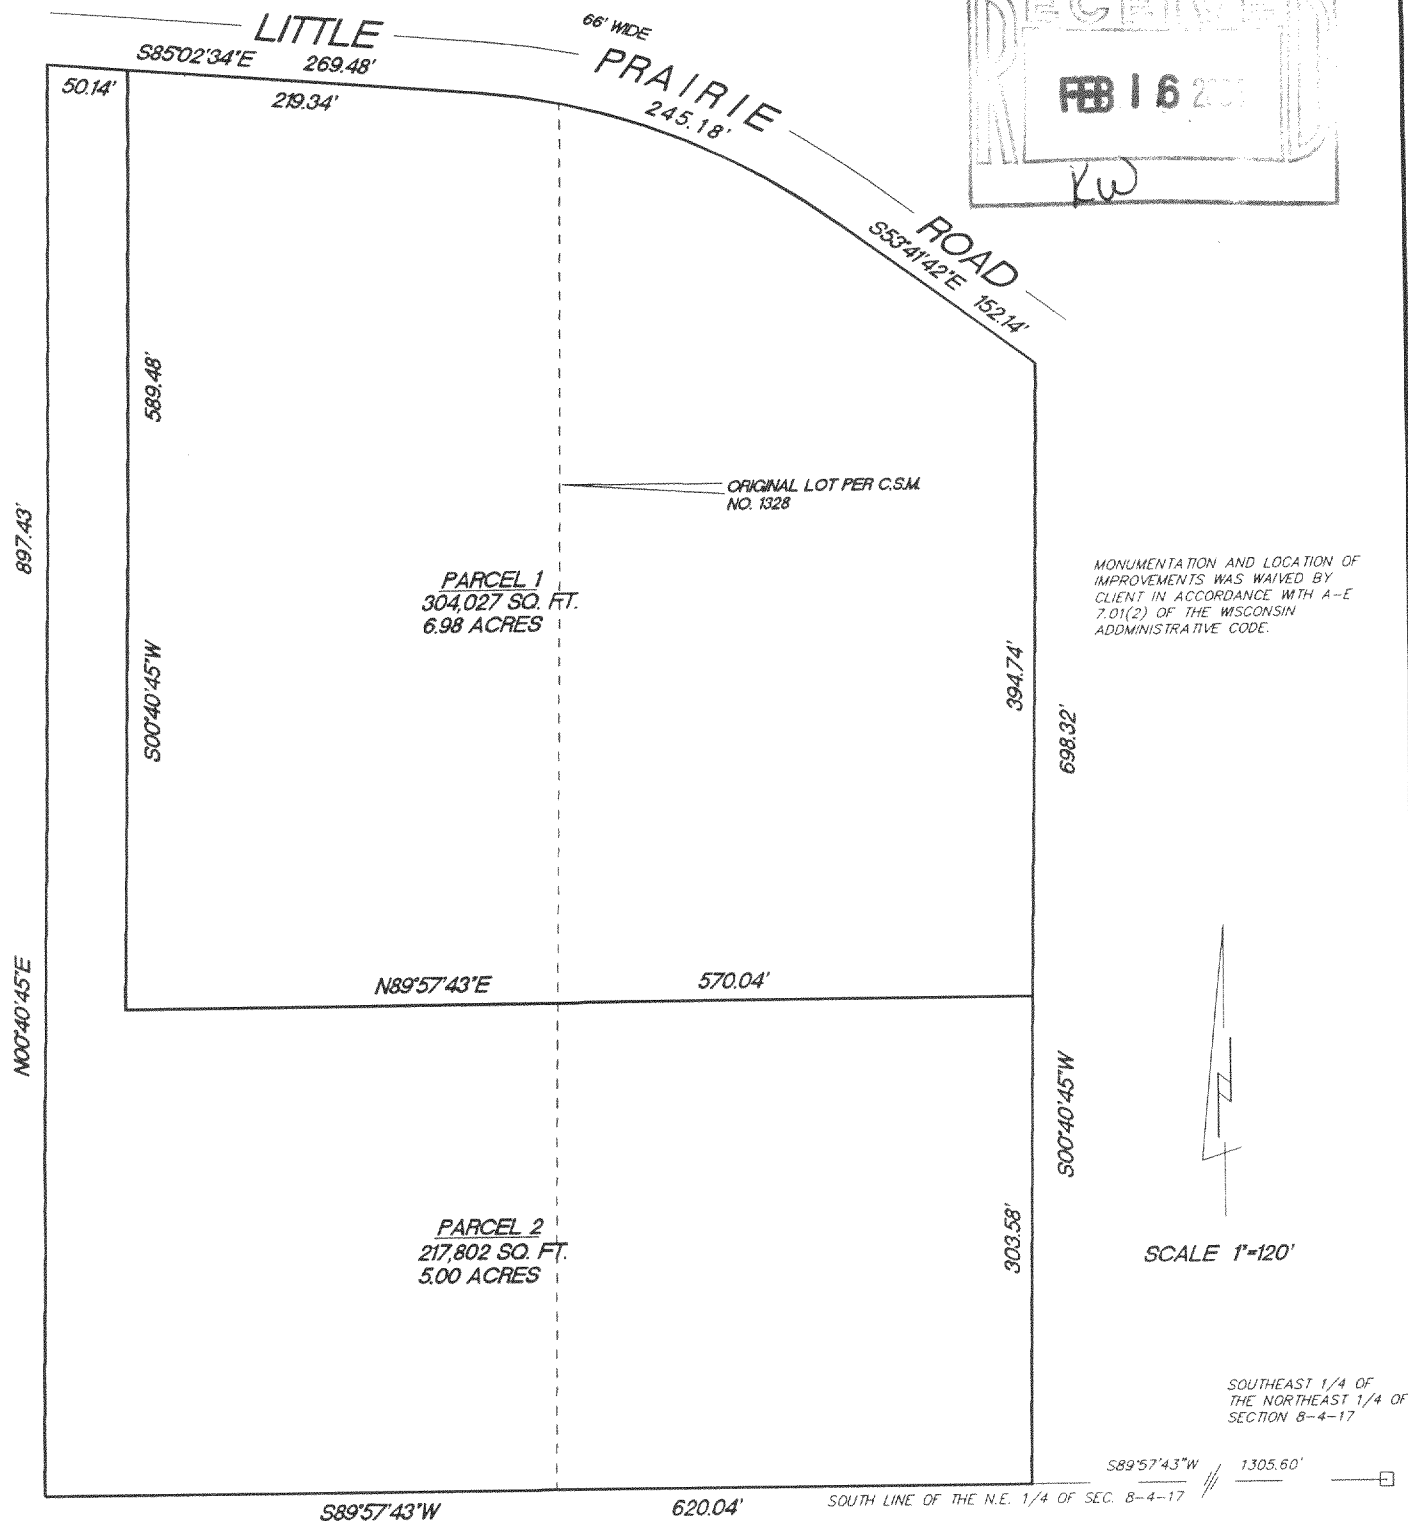 RECEIVED
FEB 16
KW
66' WIDE
LITTLE PRAIRIE ROAD
S85°02'34"E 269.48'
50.14'
219.34'
245.18'
S53°41'42"E 152.14'
589.48'
897.43'
ORIGINAL LOT PER C.S.M.
NO. 1328
MONUMENTATION AND LOCATION OF
IMPROVEMENTS WAS WAIVED BY
CLIENT IN ACCORDANCE WITH A-E
7.01(2) OF THE WISCONSIN
ADDMINISTRATIVE CODE.
PARCEL 1
304,027 SQ. FT.
6.98 ACRES
S00°40'45"W
394.74'
698.32'
N89°57'43"E 570.04'
N00°40'45"E
S00°40'45"W
PARCEL 2
217,802 SQ. FT.
5.00 ACRES
303.58'
SCALE 1"=120'
SOUTHEAST 1/4 OF
THE NORTHEAST 1/4 OF
SECTION 8-4-17
S89°57'43"W 1305.60'
SOUTH LINE OF THE N.E. 1/4 OF SEC. 8-4-17
S89°57'43"W 620.04'